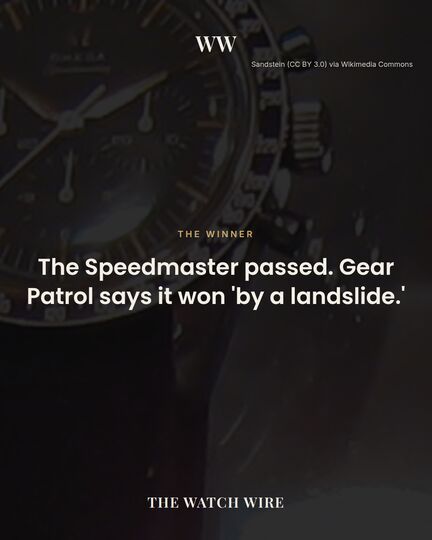 WW
Sandstein (CC BY 3.0) via Wikimedia Commons
THE WINNER
The Speedmaster passed. Gear
Patrol says it won 'by a landslide.'
THE WATCH WIRE